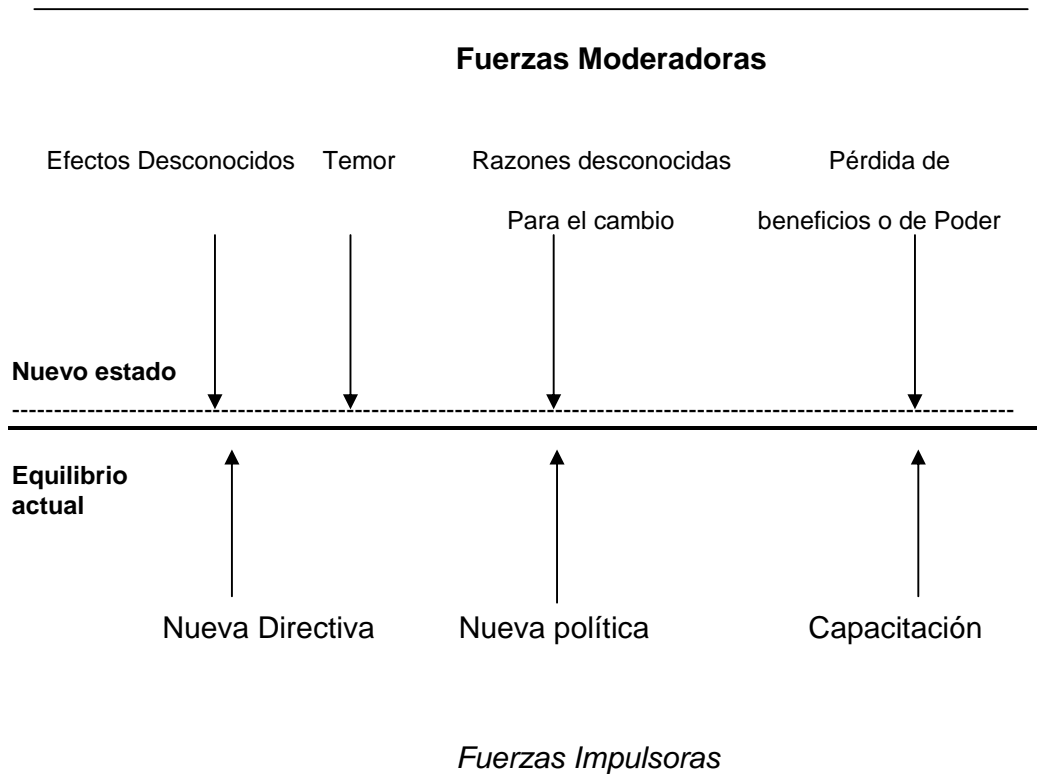 Fuerzas Moderadoras
Efectos Desconocidos Temor Razones desconocidas Pérdida de
Para el cambio beneficios o de Poder
Nuevo estado
Equilibrio
actual
Nueva Directiva Nueva política Capacitación
Fuerzas Impulsoras